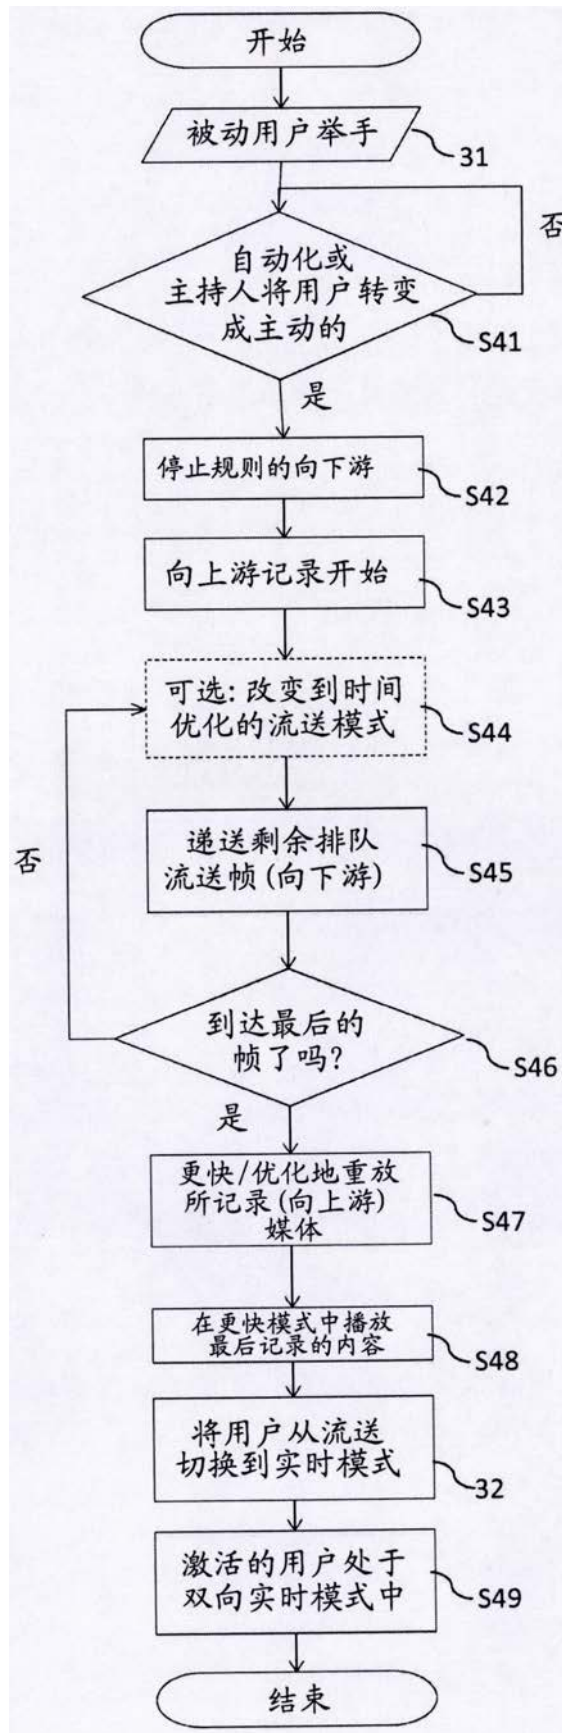 开始
被动用户举手
31
否
自动化或
主持人将用户转变
成主动的
S41
是
停止规则的向下游
S42
向上游记录开始
S43
可选: 改变到时间
优化的流送模式
S44
递送剩余排队
流送帧(向下游)
S45
否
到达最后的
帧了吗?
S46
是
更快/优化地重放
所记录(向上游)
媒体
S47
在更快模式中播放
最后记录的内容
S48
将用户从流送
切换到实时模式
32
激活的用户处于
双向实时模式中
S49
结束